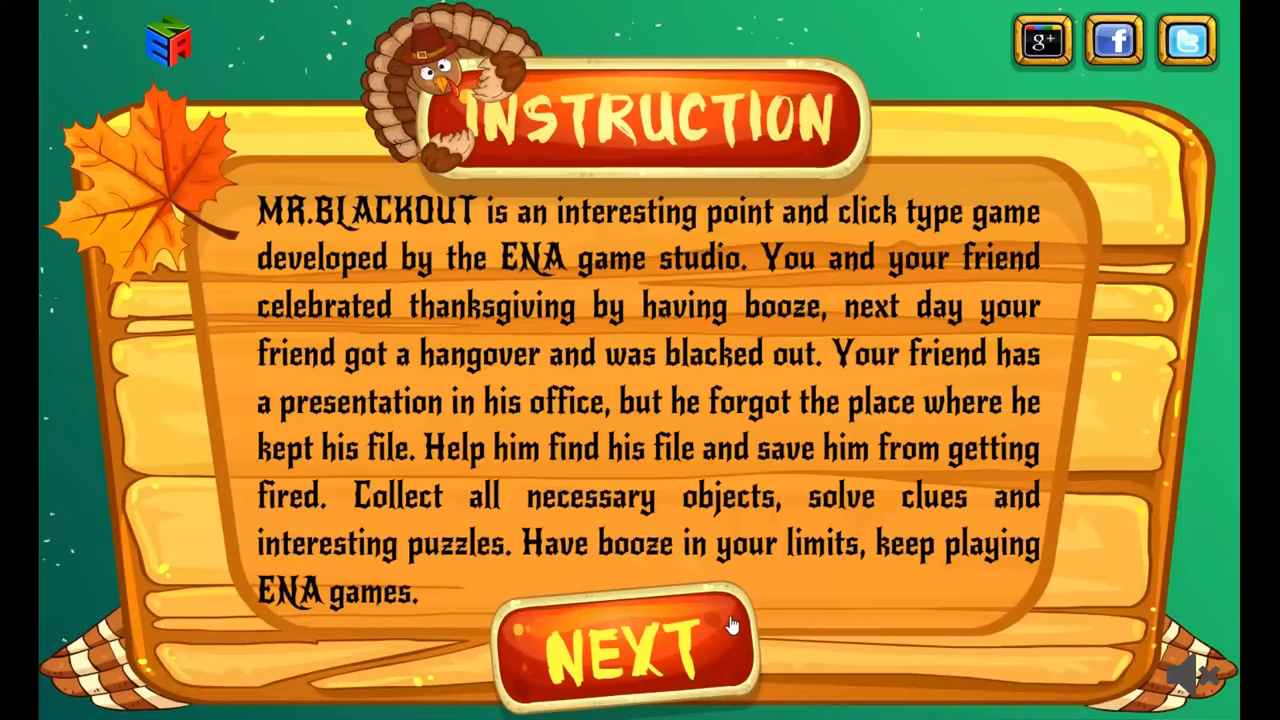 ENA
g+
f
INSTRUCTION
MR.BLACKOUT is an interesting point and click type game
developed by the ENA game studio. You and your friend
celebrated thanksgiving by having booze, next day your
friend got a hangover and was blacked out. Your friend has
a presentation in his office, but he forgot the place where he
kept his file. Help him find his file and save him from getting
fired. Collect all necessary objects, solve clues and
interesting puzzles. Have booze in your limits, keep playing
ENA games.
NEXT